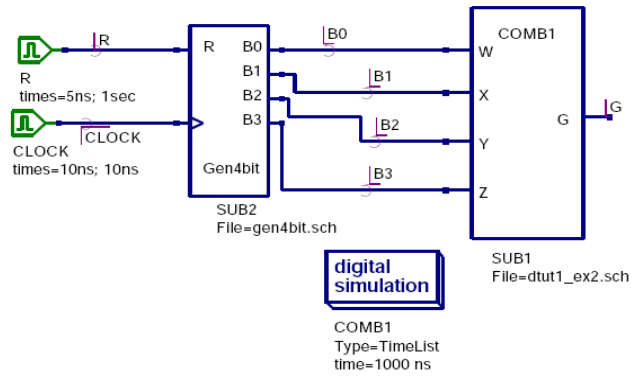 R
R
times=5ns; 1sec
CLOCK
CLOCK
times=10ns; 10ns
R
B0
B1
B2
B3
Gen4bit
SUB2
File=gen4bit.sch
B0
B1
B2
B3
COMB1
W
X
Y
Z
G
G
SUB1
File=dtut1_ex2.sch
digital
simulation
COMB1
Type=TimeList
time=1000 ns